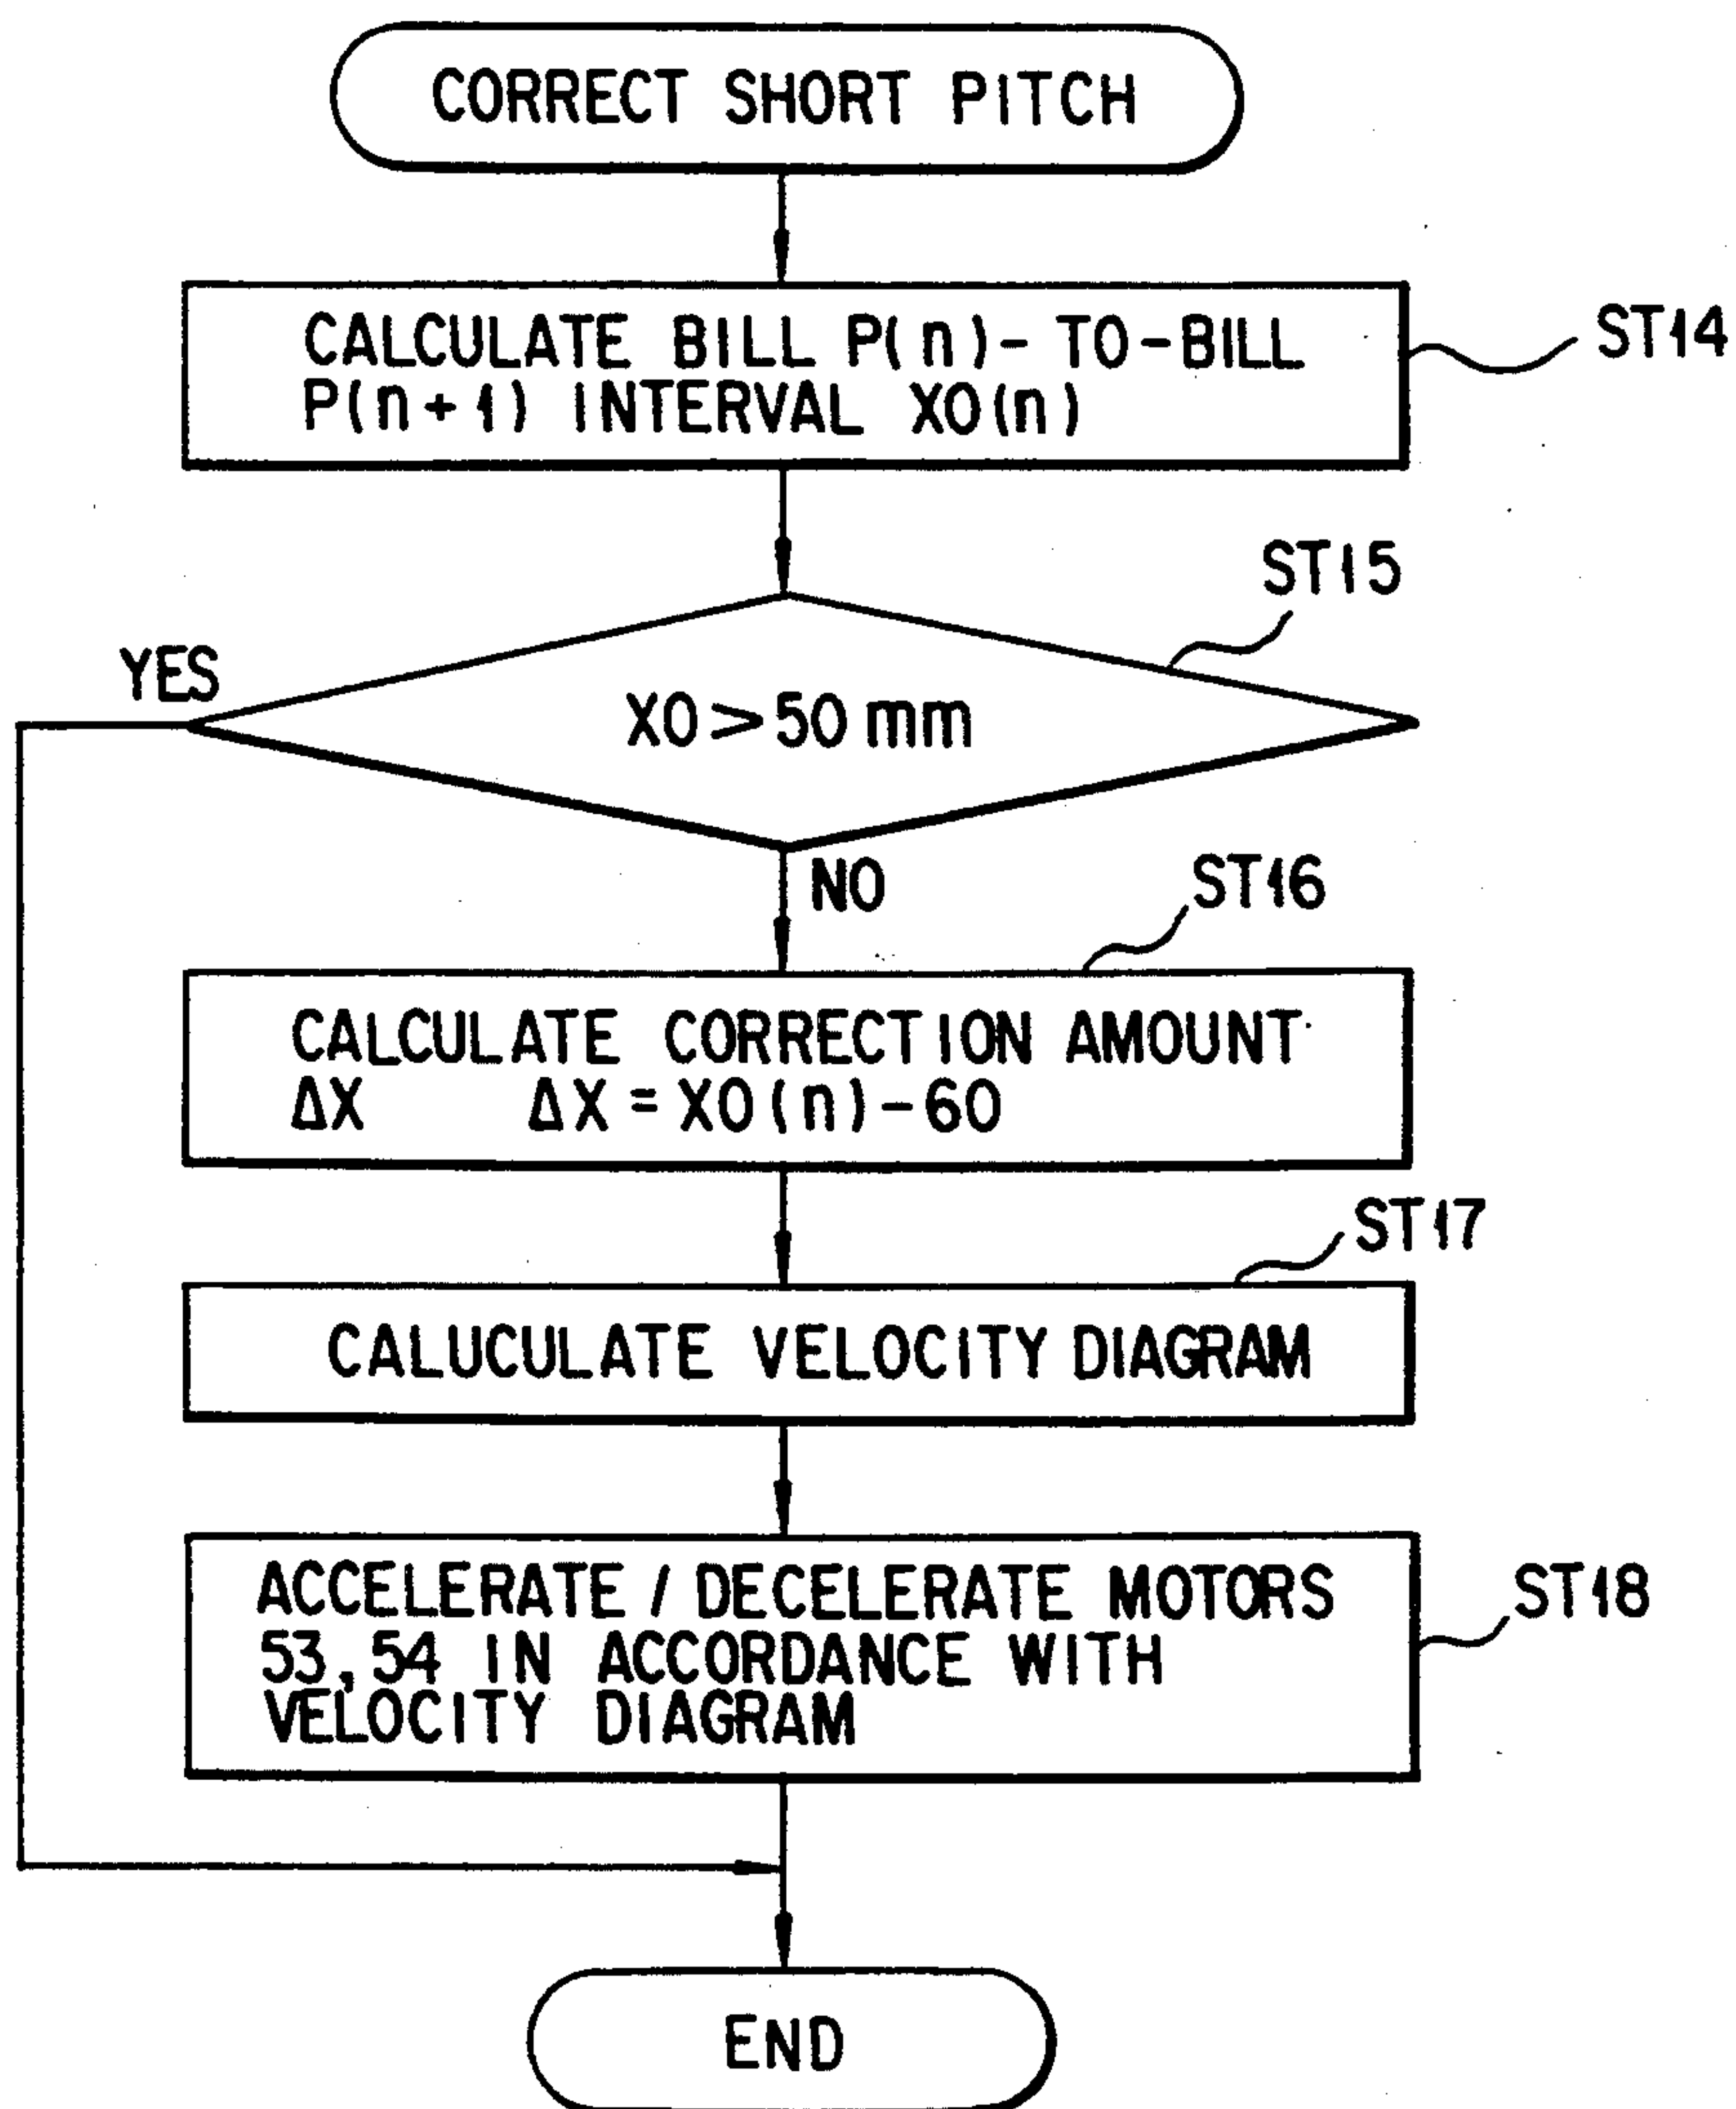 CORRECT SHORT PITCH
CALCULATE BILL P(n)- TO-BILL
P(n+1) INTERVAL X0(n)
ST14
ST15
YES
X0>50mm
NO
ST16
CALCULATE CORRECTION AMOUNT
ΔX ΔX=X0(n)-60
ST17
CALUCULATE VELOCITY DIAGRAM
ACCELERATE / DECELERATE MOTORS
53,54 IN ACCORDANCE WITH
VELOCITY DIAGRAM
ST18
END